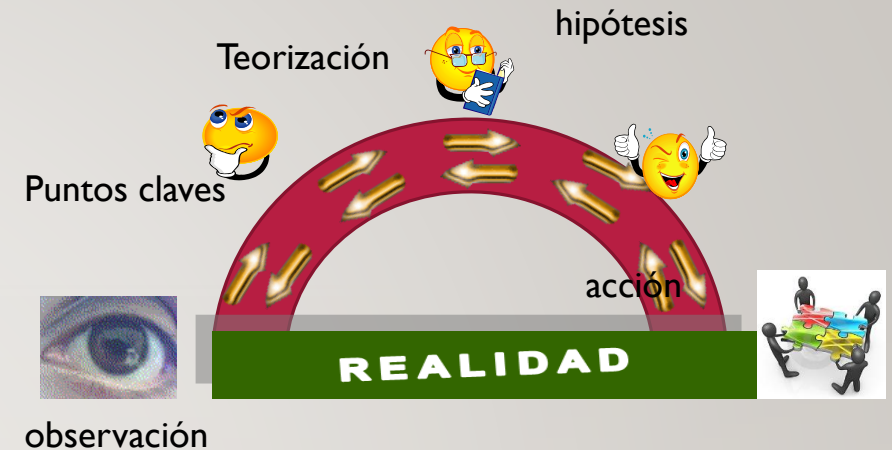 hipótesis
Teorización
Puntos claves
acción
REALIDAD
observación